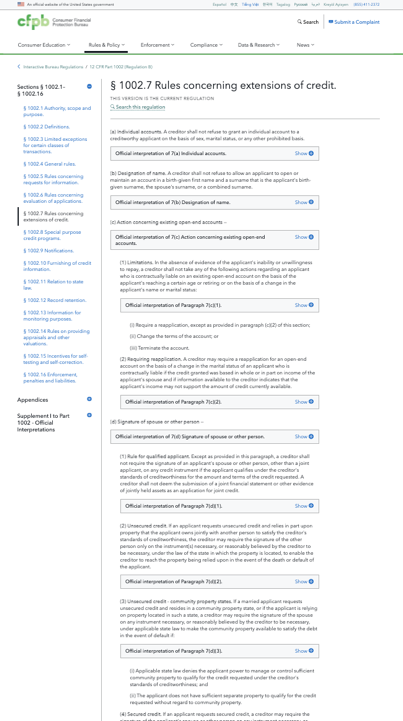 An official website of the United States government
Español 中文 Tiếng Việt 한국어 Tagalog Русский العربية Kreyòl Ayisyen (855) 411-2372
cfpb Consumer Financial Protection Bureau
Search Submit a Complaint
Consumer Education Rules & Policy Enforcement Compliance Data & Research News
Interactive Bureau Regulations / 12 CFR Part 1002 (Regulation B)
Sections § 1002.1–
§ 1002.16
§ 1002.1 Authority, scope and
purpose.
§ 1002.2 Definitions.
§ 1002.3 Limited exceptions
for certain classes of
transactions.
§ 1002.4 General rules.
§ 1002.5 Rules concerning
requests for information.
§ 1002.6 Rules concerning
evaluation of applications.
§ 1002.7 Rules concerning
extensions of credit.
§ 1002.8 Special purpose
credit programs.
§ 1002.9 Notifications.
§ 1002.10 Furnishing of credit
information.
§ 1002.11 Relation to state
law.
§ 1002.12 Record retention.
§ 1002.13 Information for
monitoring purposes.
§ 1002.14 Rules on providing
appraisals and other
valuations.
§ 1002.15 Incentives for self-
testing and self-correction.
§ 1002.16 Enforcement,
penalties and liabilities.
Appendices
Supplement I to Part
1002 - Official
Interpretations
§ 1002.7 Rules concerning extensions of credit.
THIS VERSION IS THE CURRENT REGULATION
Search this regulation
(a) Individual accounts. A creditor shall not refuse to grant an individual account to a
creditworthy applicant on the basis of sex, marital status, or any other prohibited basis.
Official interpretation of 7(a) Individual accounts. Show
(b) Designation of name. A creditor shall not refuse to allow an applicant to open or
maintain an account in a birth-given first name and a surname that is the applicant's birth-
given surname, the spouse's surname, or a combined surname.
Official interpretation of 7(b) Designation of name. Show
(c) Action concerning existing open-end accounts –
Official interpretation of 7(c) Action concerning existing open-end
accounts. Show
(1) Limitations. In the absence of evidence of the applicant's inability or unwillingness
to repay, a creditor shall not take any of the following actions regarding an applicant
who is contractually liable on an existing open-end account on the basis of the
applicant's reaching a certain age or retiring or on the basis of a change in the
applicant's name or marital status:
Official interpretation of Paragraph 7(c)(1). Show
(i) Require a reapplication, except as provided in paragraph (c)(2) of this section;
(ii) Change the terms of the account; or
(iii) Terminate the account.
(2) Requiring reapplication. A creditor may require a reapplication for an open-end
account on the basis of a change in the marital status of an applicant who is
contractually liable if the credit granted was based in whole or in part on income of the
applicant's spouse and if information available to the creditor indicates that the
applicant's income may not support the amount of credit currently available.
Official interpretation of Paragraph 7(c)(2). Show
(d) Signature of spouse or other person –
Official interpretation of 7(d) Signature of spouse or other person. Show
(1) Rule for qualified applicant. Except as provided in this paragraph, a creditor shall
not require the signature of an applicant's spouse or other person, other than a joint
applicant, on any credit instrument if the applicant qualifies under the creditor's
standards of creditworthiness for the amount and terms of the credit requested. A
creditor shall not deem the submission of a joint financial statement or other evidence
of jointly held assets as an application for joint credit.
Official interpretation of Paragraph 7(d)(1). Show
(2) Unsecured credit. If an applicant requests unsecured credit and relies in part upon
property that the applicant owns jointly with another person to satisfy the creditor's
standards of creditworthiness, the creditor may require the signature of the other
person only on the instrument(s) necessary, or reasonably believed by the creditor to
be necessary, under the law of the state in which the property is located, to enable the
creditor to reach the property being relied upon in the event of the death or default of
the applicant.
Official interpretation of Paragraph 7(d)(2). Show
(3) Unsecured credit - community property states. If a married applicant requests
unsecured credit and resides in a community property state, or if the applicant is relying
on property located in such a state, a creditor may require the signature of the spouse
on any instrument necessary, or reasonably believed by the creditor to be necessary,
under applicable state law to make the community property available to satisfy the debt
in the event of default if:
Official interpretation of Paragraph 7(d)(3). Show
(i) Applicable state law denies the applicant power to manage or control sufficient
community property to qualify for the credit requested under the creditor's
standards of creditworthiness; and
(ii) The applicant does not have sufficient separate property to qualify for the credit
requested without regard to community property.
(4) Secured credit. If an applicant requests secured credit, a creditor may require the